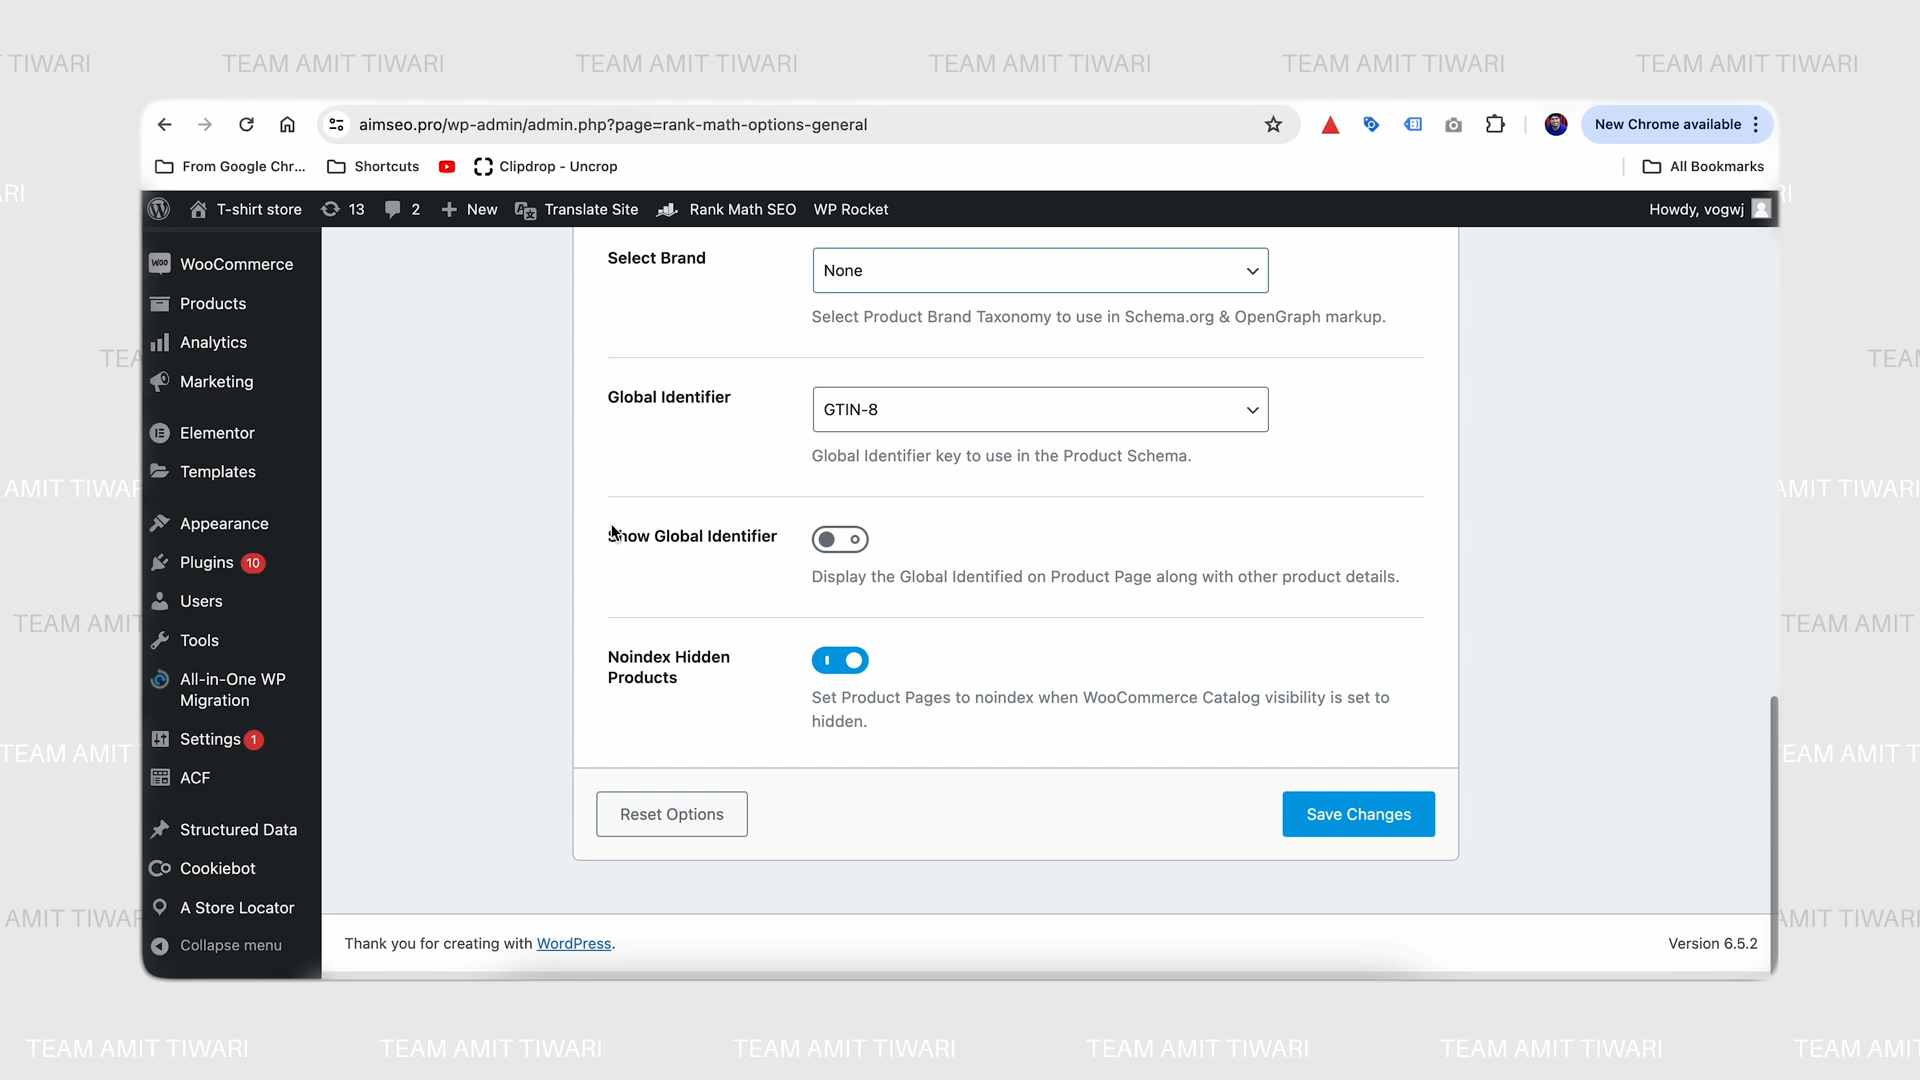 TIWARI TEAM AMIT TIWARI TEAM AMIT TIWARI TEAM AMIT TIWARI TEAM AMIT TIWARI TEAM AMIT TIWARI
aimseo.pro/wp-admin/admin.php?page=rank-math-options-general
New Chrome available
From Google Chr...
Shortcuts
Clipdrop - Uncrop
All Bookmarks
T-shirt store
13
2
New
Translate Site
Rank Math SEO
WP Rocket
Howdy, vogwj
WooCommerce
Products
Analytics
Marketing
Elementor
Templates
Appearance
Plugins 10
Users
Tools
All-in-One WP
Migration
Settings 1
ACF
Structured Data
Cookiebot
A Store Locator
Collapse menu
Select Brand
None
Select Product Brand Taxonomy to use in Schema.org & OpenGraph markup.
Global Identifier
GTIN-8
Global Identifier key to use in the Product Schema.
Show Global Identifier
Display the Global Identified on Product Page along with other product details.
Noindex Hidden
Products
Set Product Pages to noindex when WooCommerce Catalog visibility is set to
hidden.
Reset Options
Save Changes
Thank you for creating with WordPress.
Version 6.5.2
TEAM AMIT TIWARI TEAM AMIT TIWARI TEAM AMIT TIWARI TEAM AMIT TIWARI TEAM AMIT TIWARI TEAM AMI